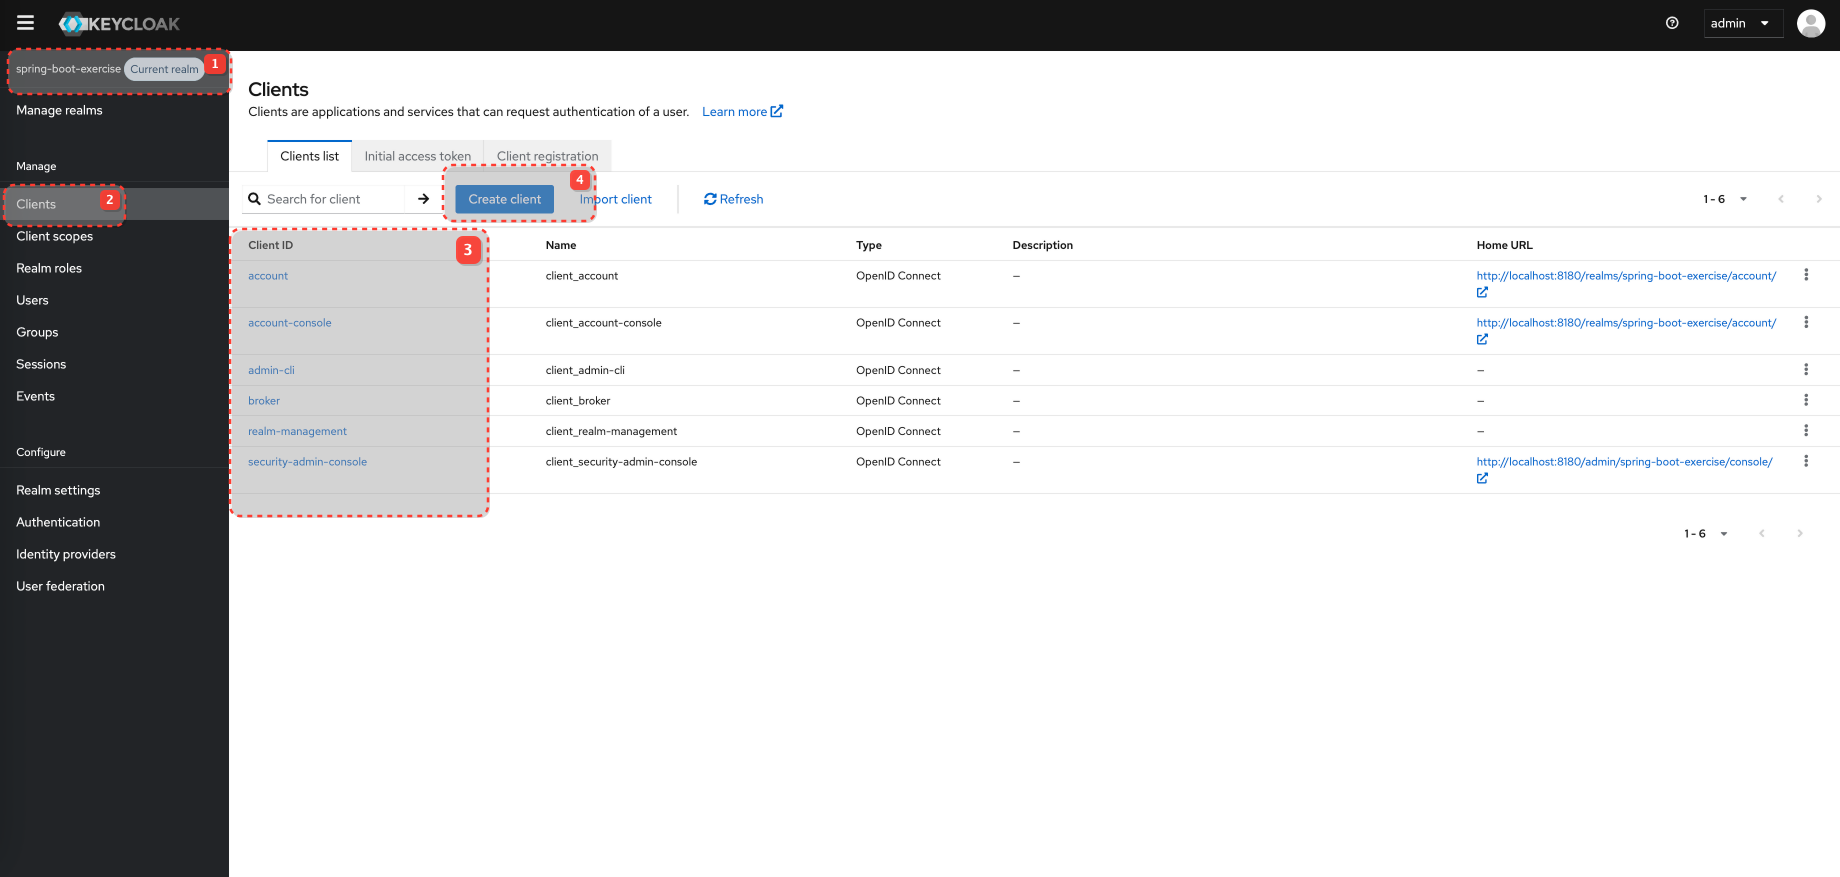 KEYCLOAK
admin
spring-boot-exercise Current realm 1
Manage realms
Manage
Clients 2
Client scopes
Realm roles
Users
Groups
Sessions
Events
Configure
Realm settings
Authentication
Identity providers
User federation
Clients
Clients are applications and services that can request authentication of a user. Learn more
Clients list Initial access token Client registration
4
Search for client Create client Import client Refresh 1 - 6
Client ID 3 Name Type Description Home URL
account client_account OpenID Connect – http://localhost:8180/realms/spring-boot-exercise/account/
account-console client_account-console OpenID Connect – http://localhost:8180/realms/spring-boot-exercise/account/
admin-cli client_admin-cli OpenID Connect – –
broker client_broker OpenID Connect – –
realm-management client_realm-management OpenID Connect – –
security-admin-console client_security-admin-console OpenID Connect – http://localhost:8180/admin/spring-boot-exercise/console/
1 - 6